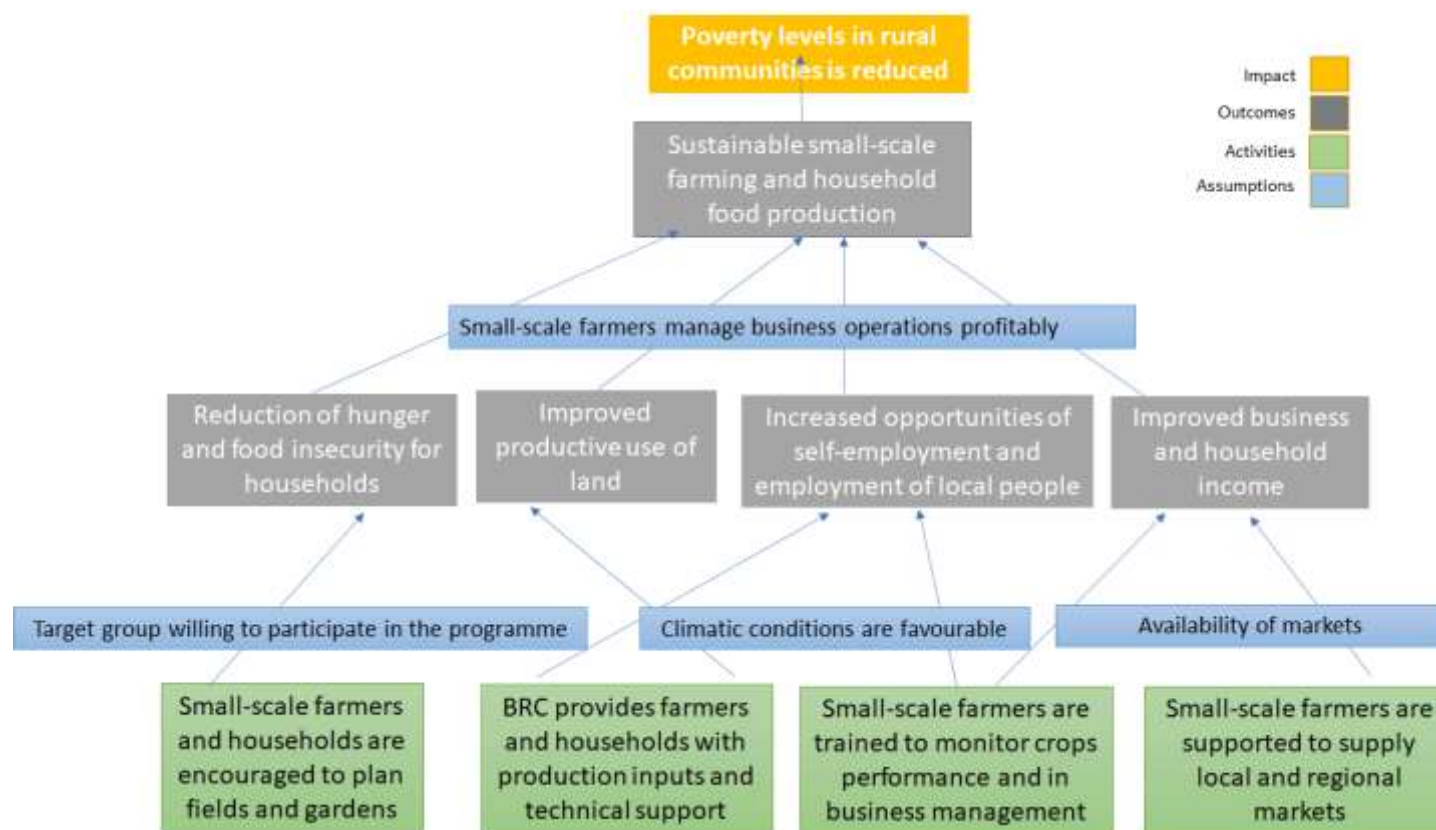 Poverty levels in rural
communities is reduced
Impact
Outcomes
Activities
Assumptions
Sustainable small-scale
farming and household
food production
Small-scale farmers manage business operations profitably
Reduction of hunger
and food insecurity for
households
Improved
productive use of
land
Increased opportunities of
self-employment and
employment of local people
Improved business
and household
income
Target group willing to participate in the programme
Climatic conditions are favourable
Availability of markets
Small-scale farmers
and households are
encouraged to plan
fields and gardens
BRC provides farmers
and households with
production inputs and
technical support
Small-scale farmers are
trained to monitor crops
performance and in
business management
Small-scale farmers are
supported to supply
local and regional
markets